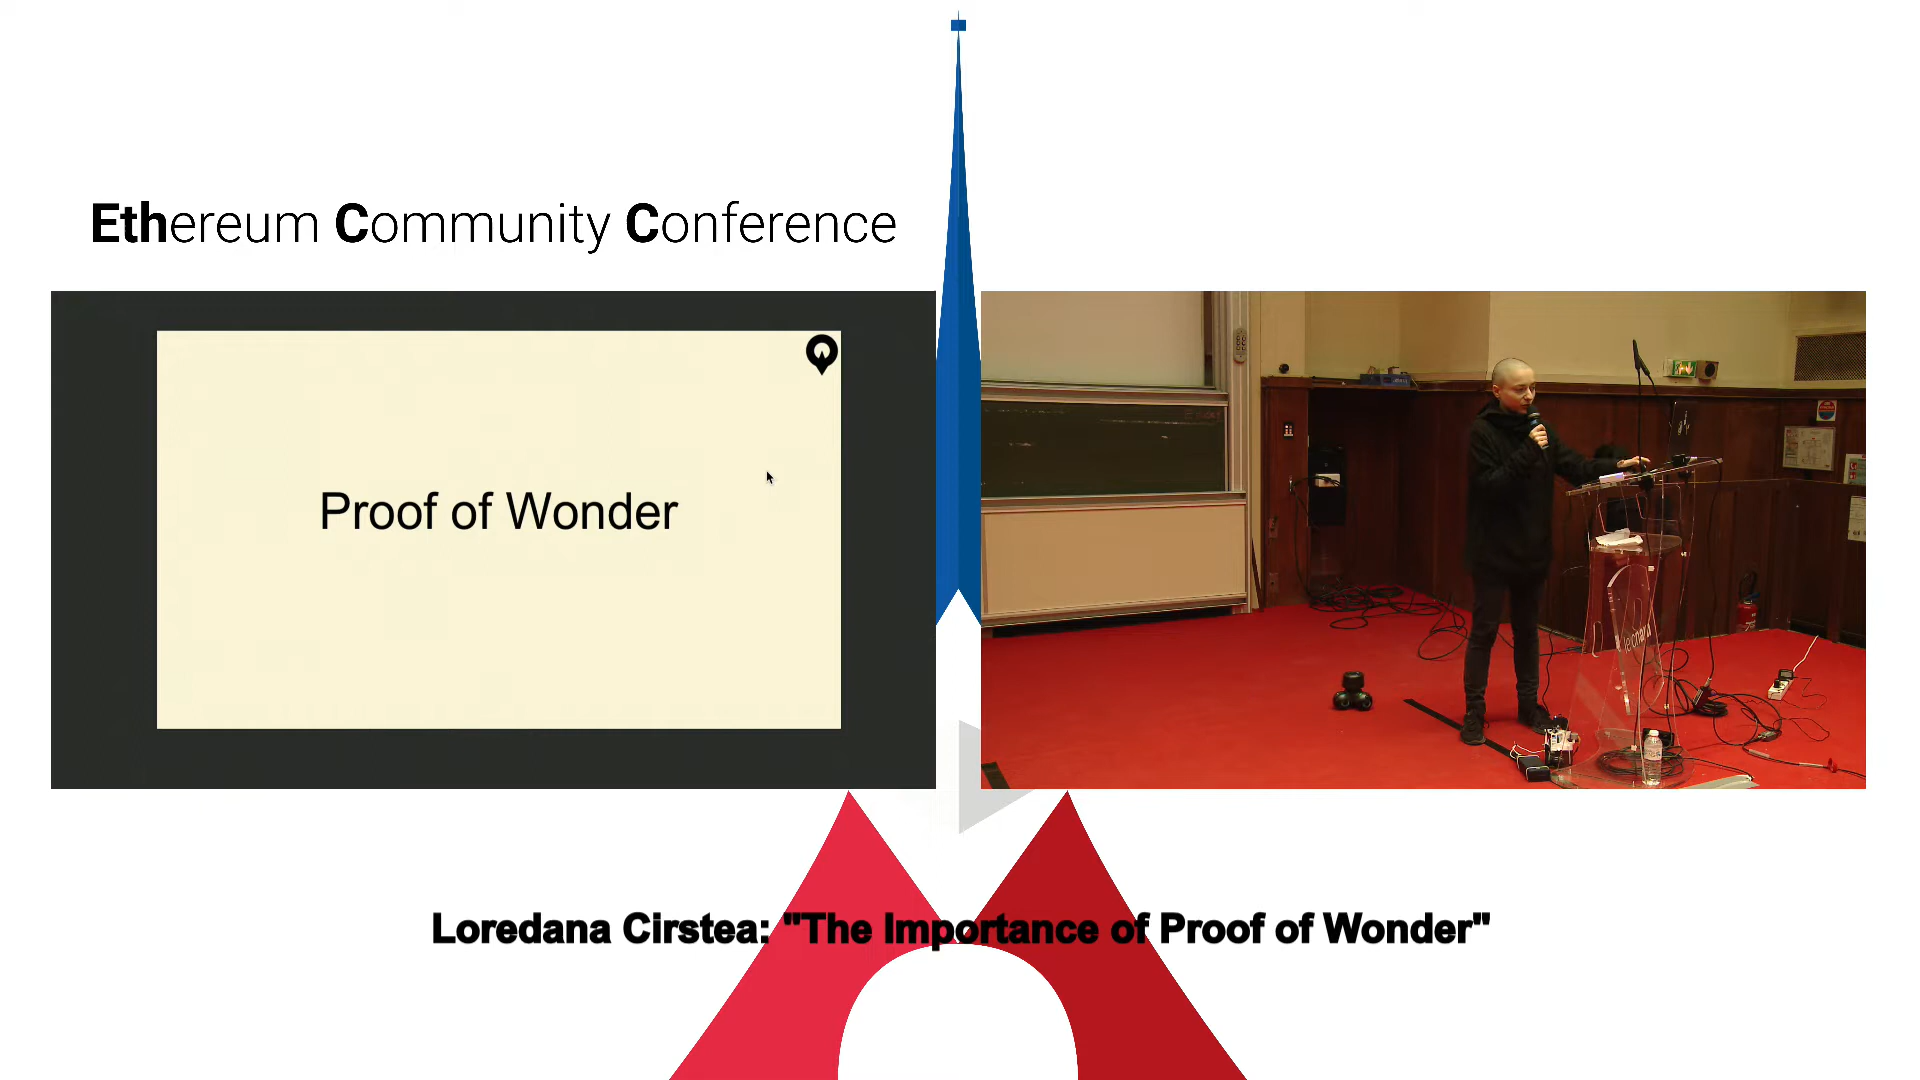 Ethereum Community Conference
Proof of Wonder
Loredana Cirstea: "The Importance of Proof of Wonder"